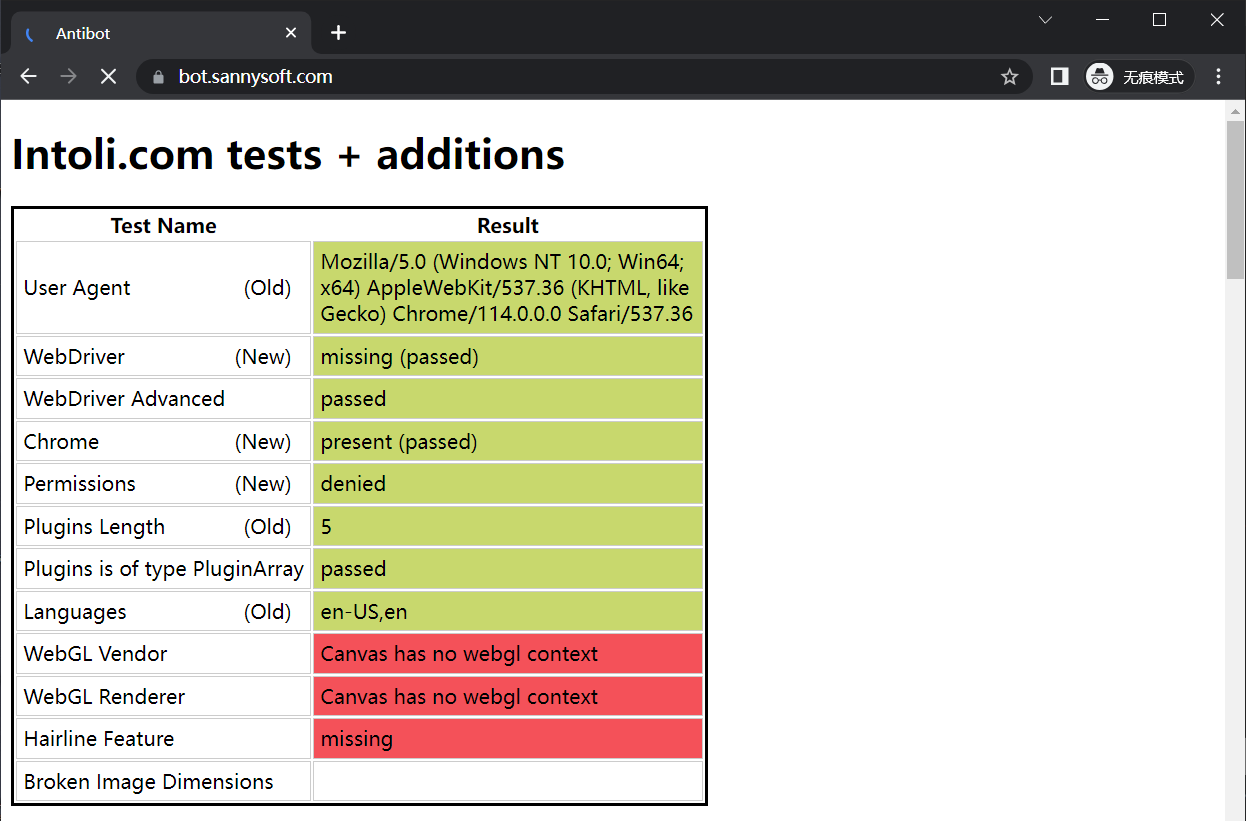 Antibot
bot.sannysoft.com
无痕模式
Intoli.com tests + additions
Test Name Result
User Agent (Old) Mozilla/5.0 (Windows NT 10.0; Win64;
x64) AppleWebKit/537.36 (KHTML, like
Gecko) Chrome/114.0.0.0 Safari/537.36
WebDriver (New) missing (passed)
WebDriver Advanced passed
Chrome (New) present (passed)
Permissions (New) denied
Plugins Length (Old) 5
Plugins is of type PluginArray passed
Languages (Old) en-US,en
WebGL Vendor Canvas has no webgl context
WebGL Renderer Canvas has no webgl context
Hairline Feature missing
Broken Image Dimensions